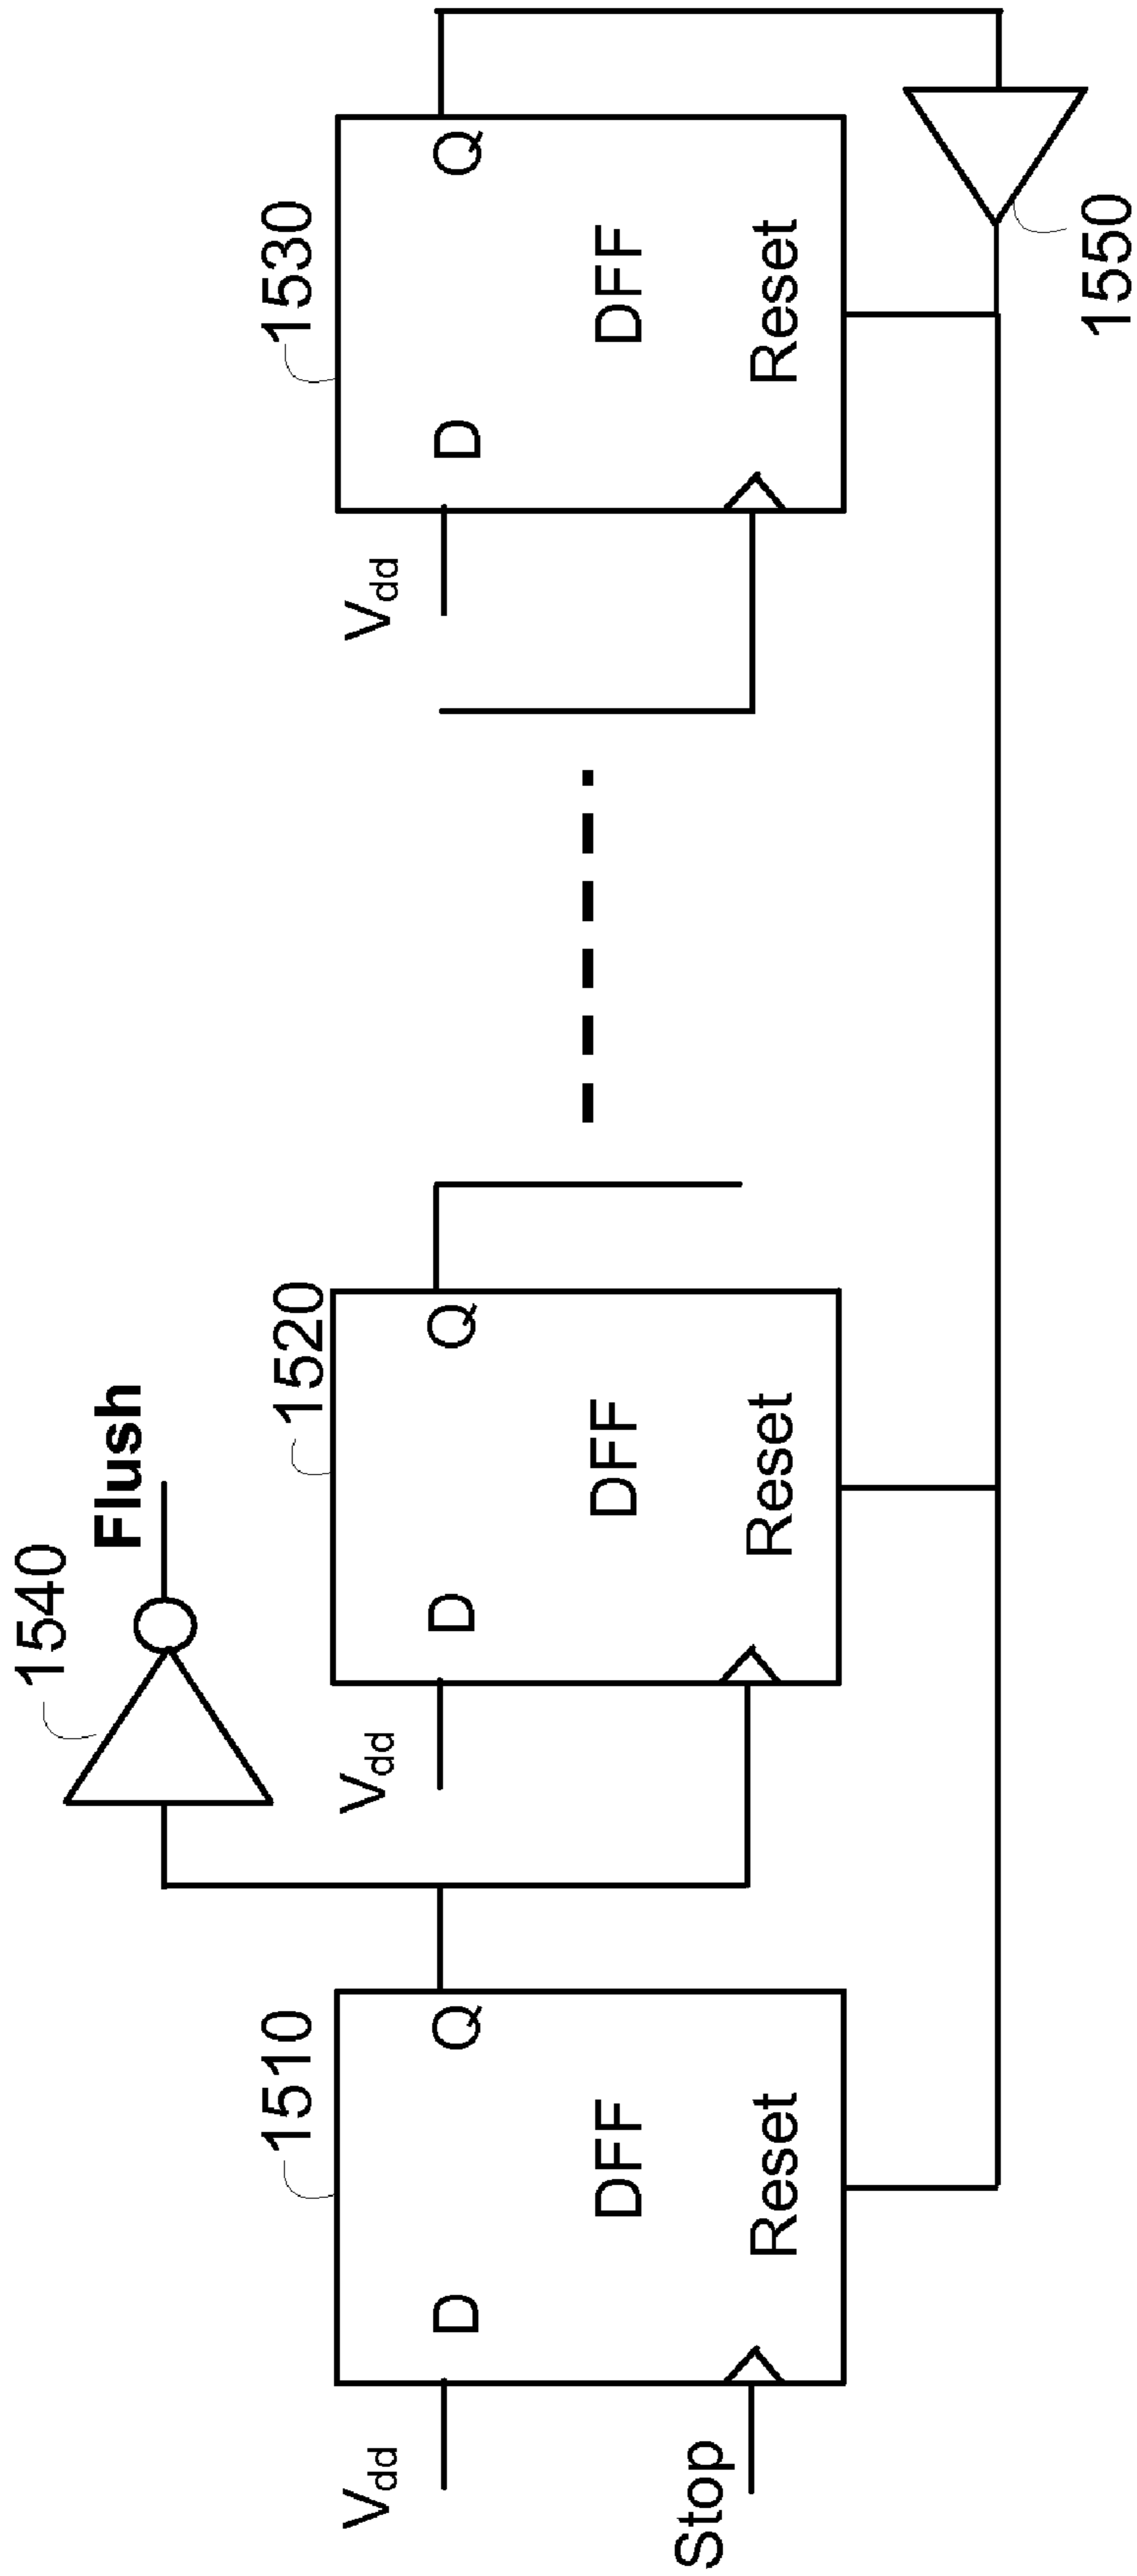 1540
Flush
1510
1520
1530
Vdd
D
Q
Vdd
D
Q
Vdd
D
Q
DFF
DFF
DFF
Stop
Reset
Reset
Reset
1550